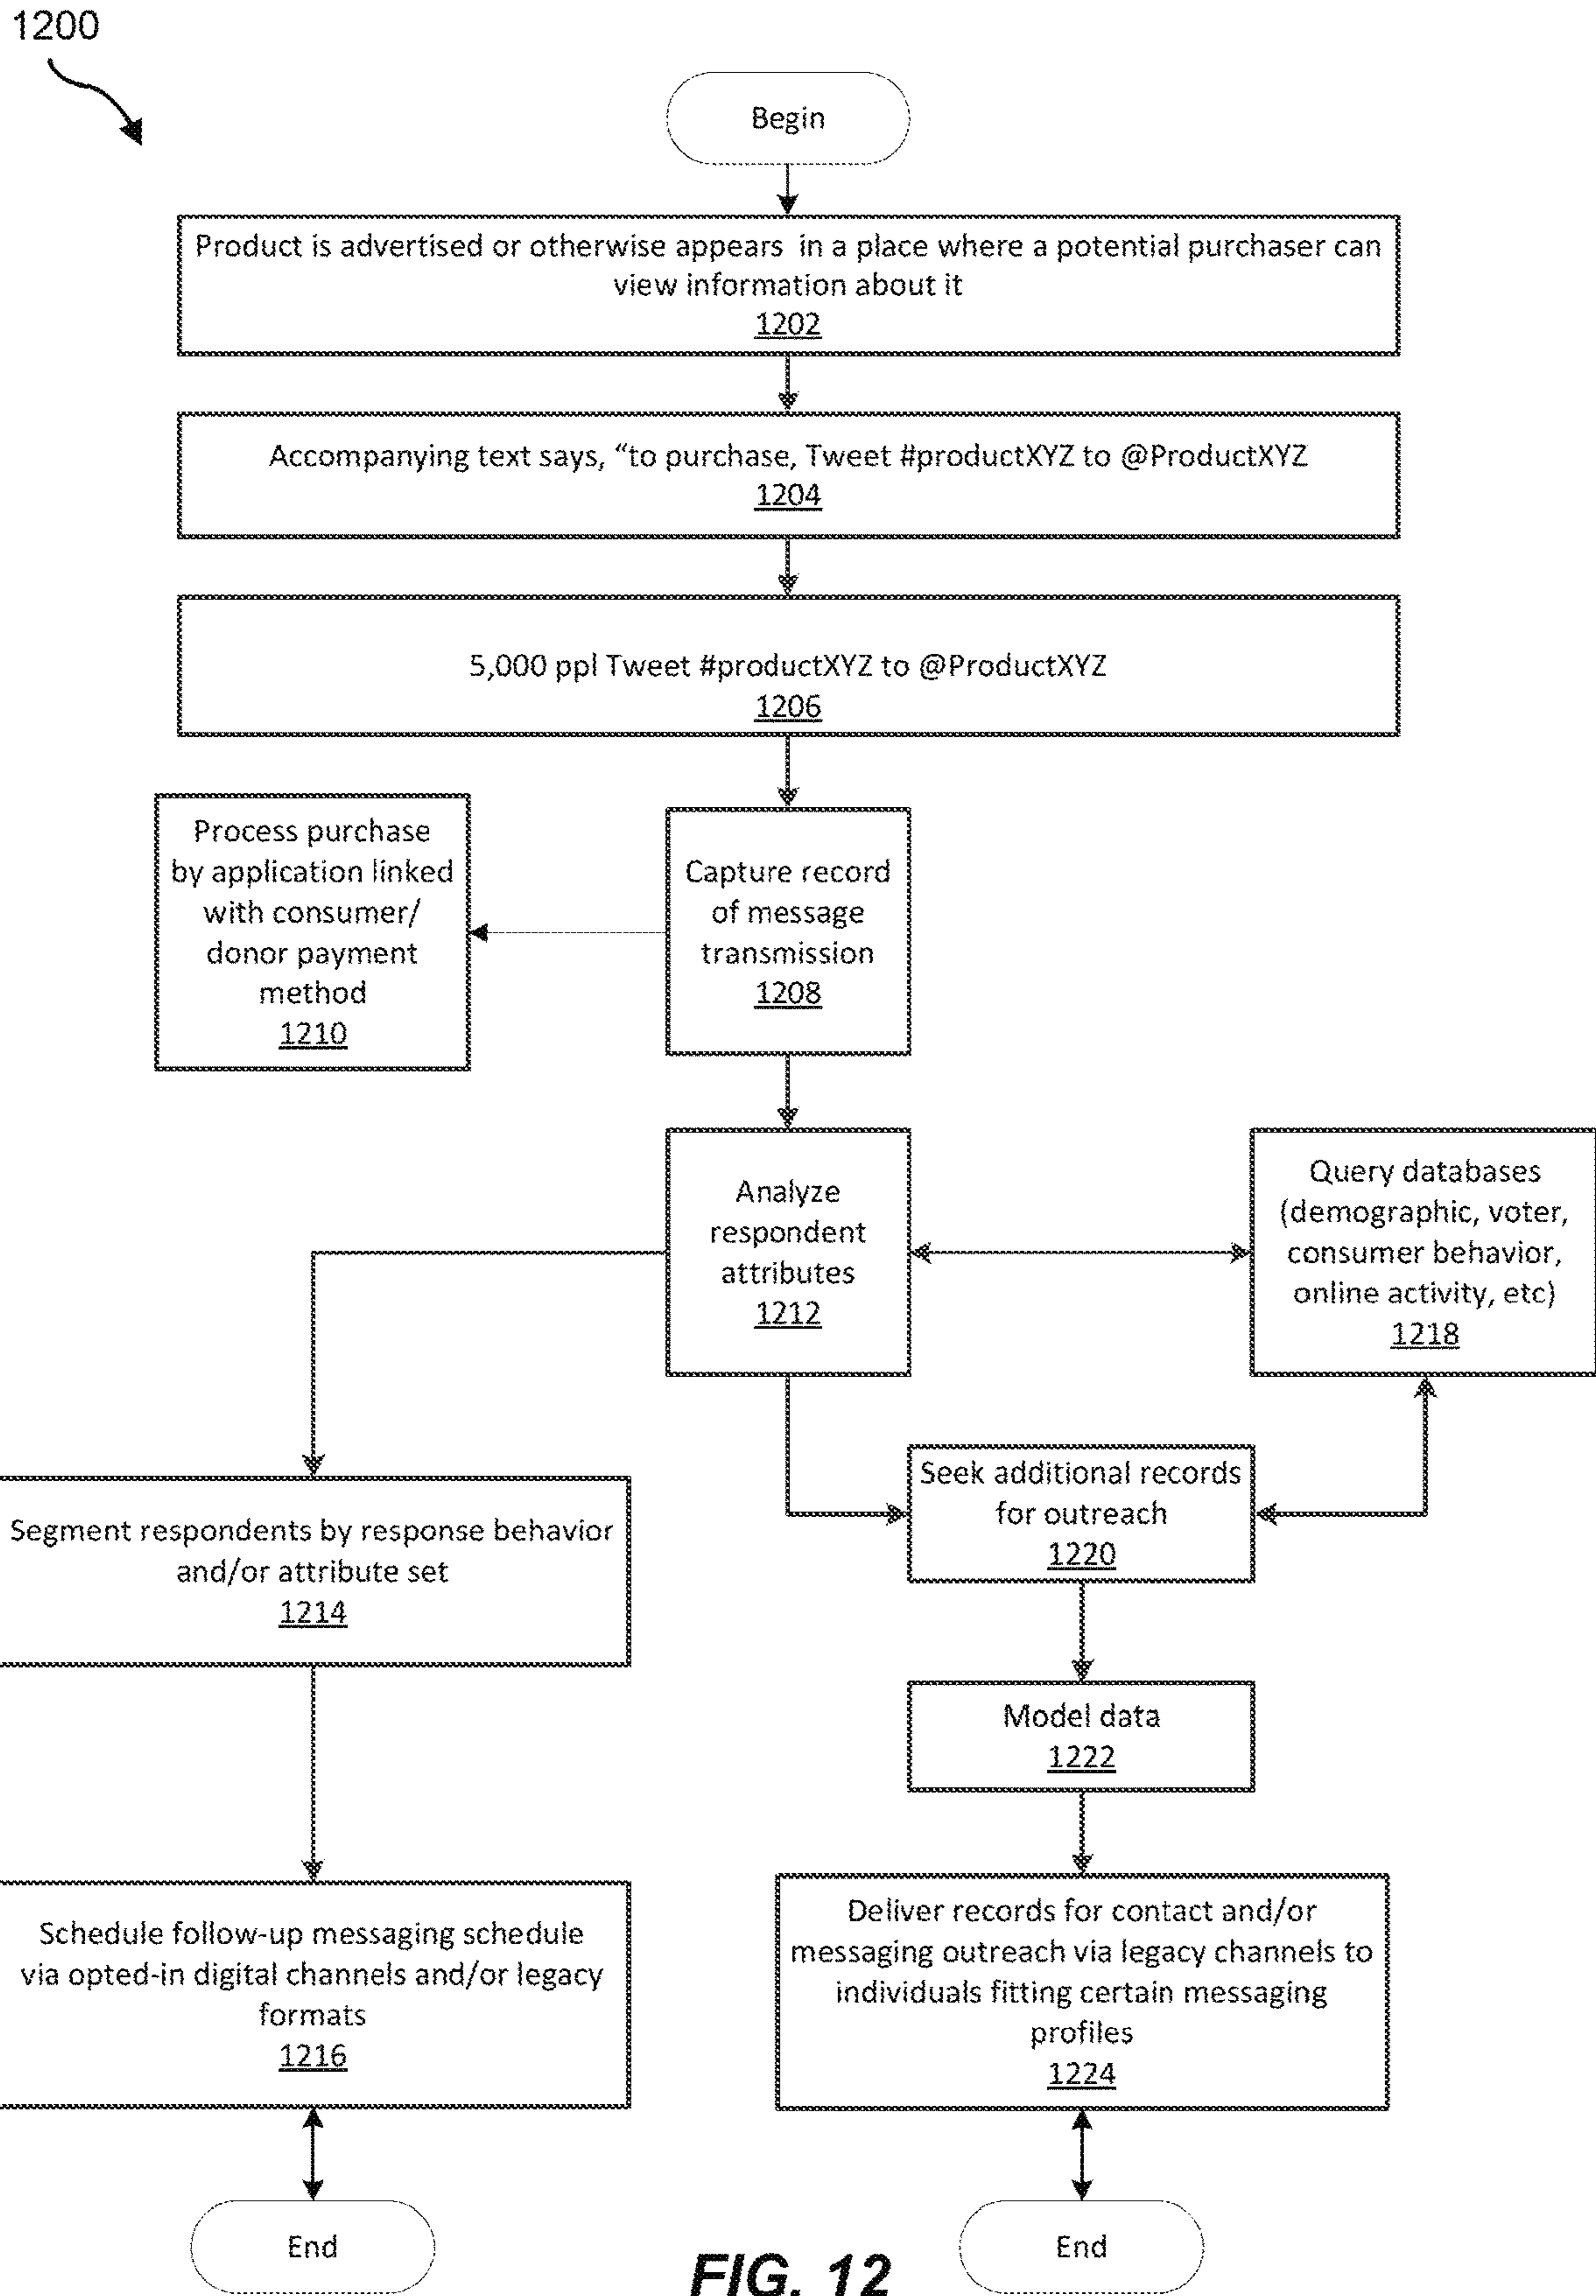 1200
Begin
Product is advertised or otherwise appears in a place where a potential purchaser can
view information about it
1202
Accompanying text says, “to purchase, Tweet #productXYZ to @ProductXYZ
1204
5,000 ppl Tweet #productXYZ to @ProductXYZ
1206
Process purchase
by application linked
with consumer/
donor payment
method
1210
Capture record
of message
transmission
1208
Analyze
respondent
attributes
1212
Query databases
(demographic, voter,
consumer behavior,
online activity, etc)
1218
Segment respondents by response behavior
and/or attribute set
1214
Seek additional records
for outreach
1220
Model data
1222
Schedule follow-up messaging schedule
via opted-in digital channels and/or legacy
formats
1216
Deliver records for contact and/or
messaging outreach via legacy channels to
individuals fitting certain messaging
profiles
1224
End
End
FIG. 12